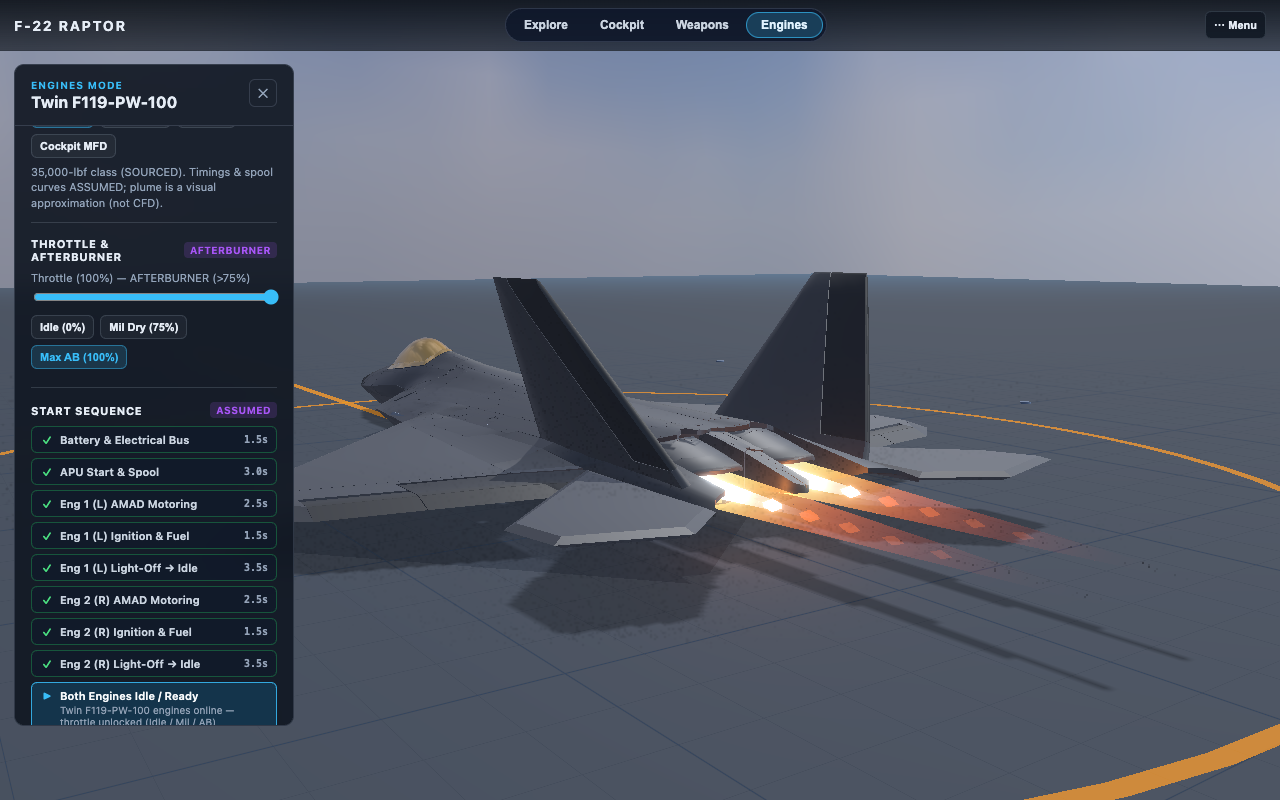 F-22 RAPTOR
Explore
Cockpit
Weapons
Engines
··· Menu
ENGINES MODE
Twin F119-PW-100
Cockpit MFD
35,000-lbf class (SOURCED). Timings & spool
curves ASSUMED; plume is a visual
approximation (not CFD).
THROTTLE &
AFTERBURNER
AFTERBURNER
Throttle (100%) — AFTERBURNER (>75%)
Idle (0%)
Mil Dry (75%)
Max AB (100%)
START SEQUENCE
ASSUMED
Battery & Electrical Bus 1.5s
APU Start & Spool 3.0s
Eng 1 (L) AMAD Motoring 2.5s
Eng 1 (L) Ignition & Fuel 1.5s
Eng 1 (L) Light-Off → Idle 3.5s
Eng 2 (R) AMAD Motoring 2.5s
Eng 2 (R) Ignition & Fuel 1.5s
Eng 2 (R) Light-Off → Idle 3.5s
Both Engines Idle / Ready
Twin F119-PW-100 engines online —
throttle unlocked (Idle / Mil / AB)